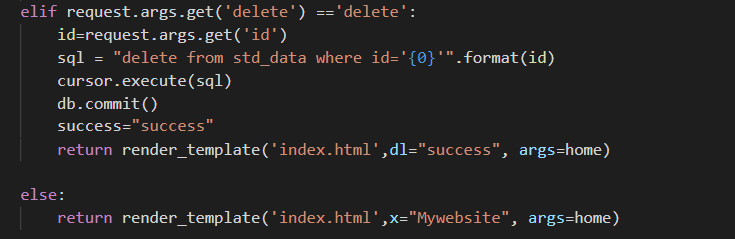 elif request.args.get('delete') =='delete':
id=request.args.get('id')
sql = "delete from std_data where id='{0}'".format(id)
cursor.execute(sql)
db.commit()
success="success"
return render_template('index.html',dl="success", args=home)
else:
return render_template('index.html',x="Mywebsite", args=home)